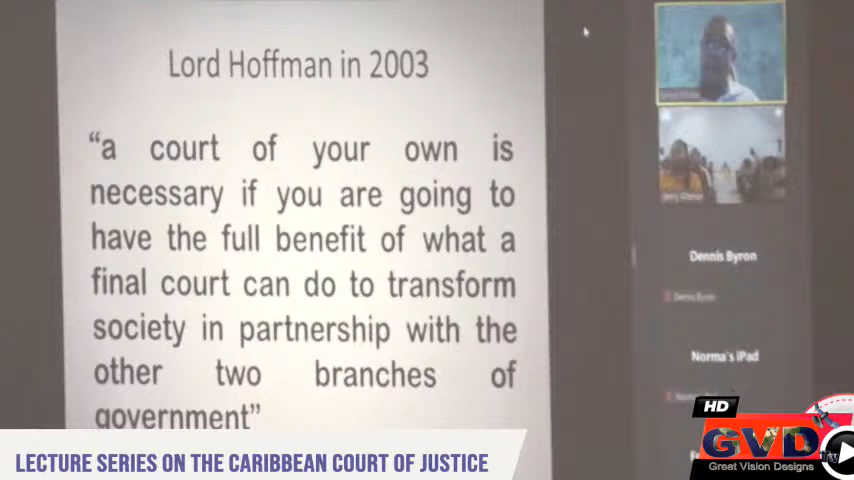 Lord Hoffman in 2003
“a court of your own is
necessary if you are going to
have the full benefit of what a
final court can do to transform
society in partnership with the
other two branches of
government”
Dennis Byron
Dennis Byron
Norma's iPad
HD
GVD
Great Vision Designs
LECTURE SERIES ON THE CARIBBEAN COURT OF JUSTICE